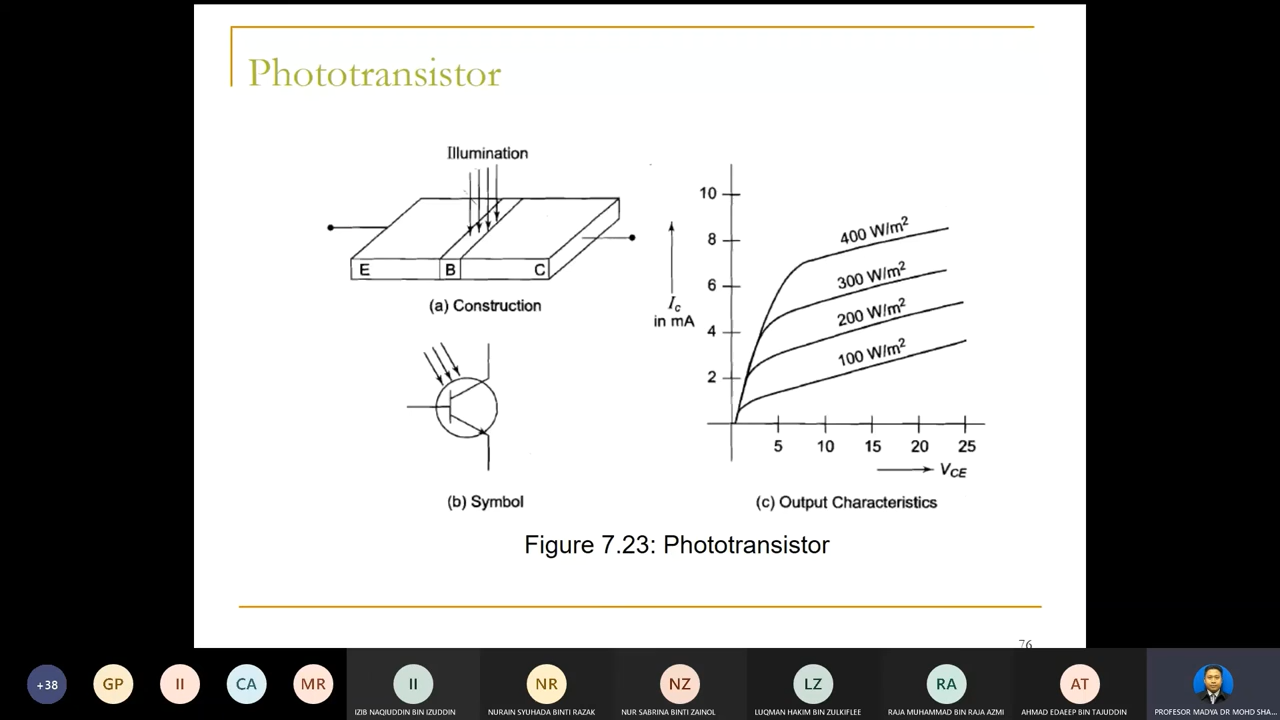 Phototransistor
Illumination
E
B
C
(a) Construction
(b) Symbol
10
8
6
4
2
I_c
in mA
400 W/m²
300 W/m²
200 W/m²
100 W/m²
5 10 15 20 25
V_CE
(c) Output Characteristics
Figure 7.23: Phototransistor
76
+38
GP
II
CA
MR
II
IZIB NAQIUDDIN BIN IZUDDIN
NR
NURAIN SYUHADA BINTI RAZAK
NZ
NUR SABRINA BINTI ZAINOL
LZ
LUQMAN HAKIM BIN ZULKIFLEE
RA
RAJA MUHAMMAD BIN RAJA AZMI
AT
AHMAD EDAEEP BIN TAJUDDIN
PROFESOR MADYA DR MOHD SHA...